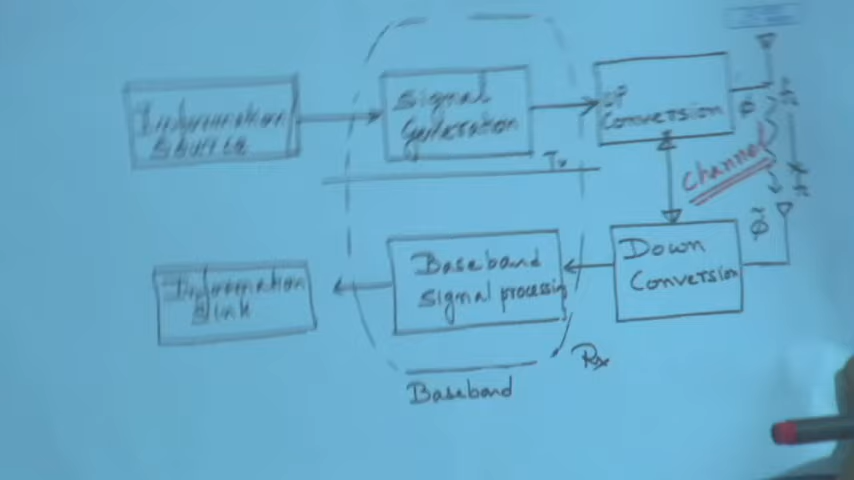 Information
Source
Signal
Generation
UP
Conversion
Tx
Channel
ϕ
ϕ̃
Information
Sink
Baseband
Signal processing
Down
Conversion
Rx
Baseband